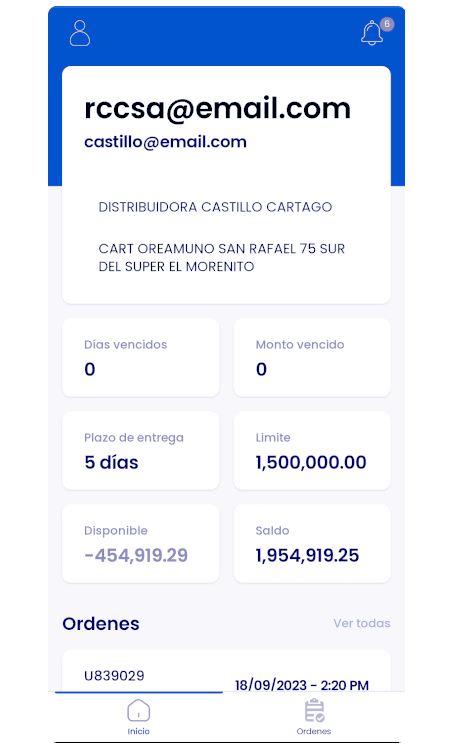 6
rccsa@email.com
castillo@email.com
DISTRIBUIDORA CASTILLO CARTAGO
CART OREAMUNO SAN RAFAEL 75 SUR
DEL SUPER EL MORENITO
Días vencidos
0
Monto vencido
0
Plazo de entrega
5 días
Limite
1,500,000.00
Disponible
-454,919.29
Saldo
1,954,919.25
Ordenes
Ver todas
U839029
18/09/2023 - 2:20 PM
Inicio
Ordenes